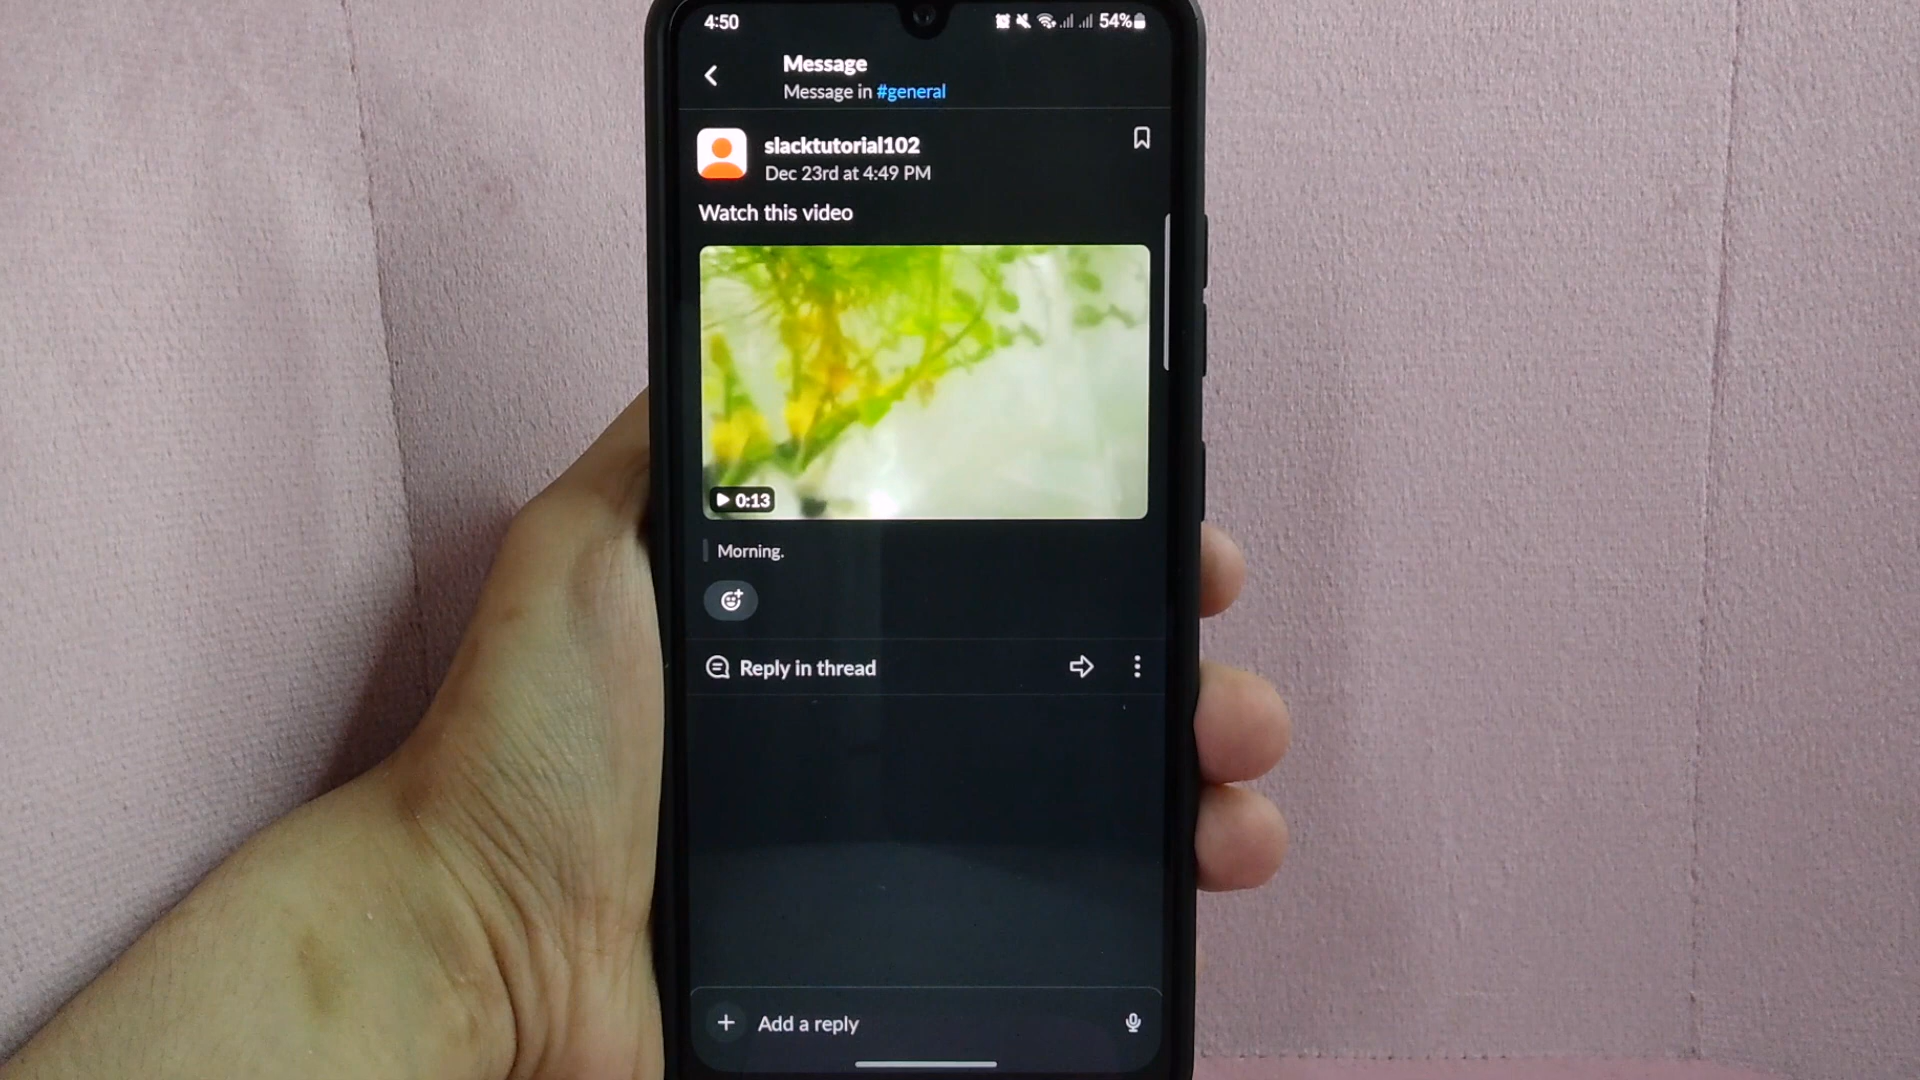 4:50
54%
Message
Message in #general
slacktutorial102
Dec 23rd at 4:49 PM
Watch this video
0:13
Morning.
Reply in thread
Add a reply